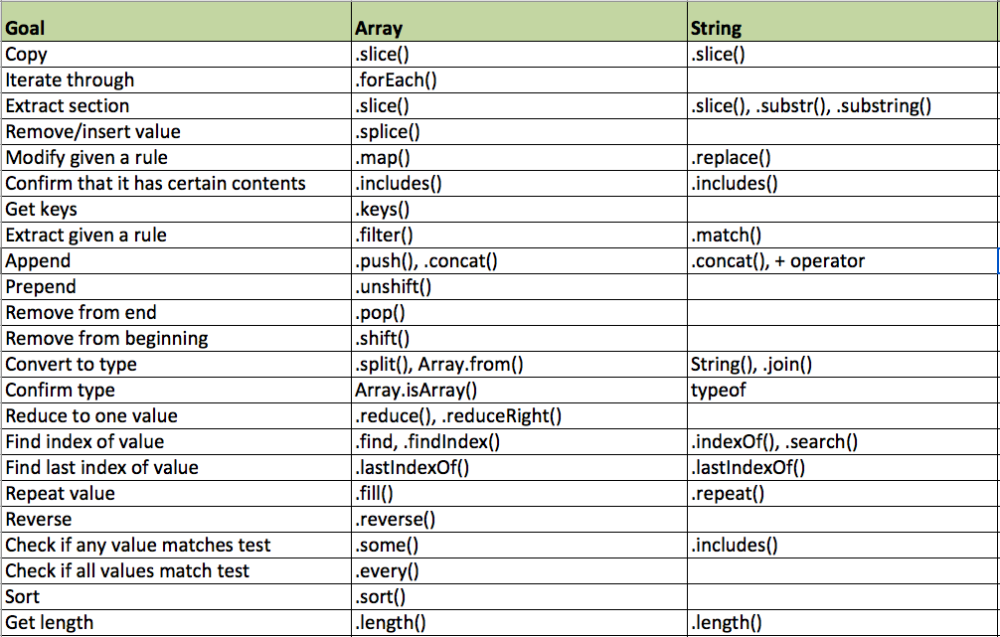 Goal Array String
Copy .slice() .slice()
Iterate through .forEach()
Extract section .slice() .slice(), .substr(), .substring()
Remove/insert value .splice()
Modify given a rule .map() .replace()
Confirm that it has certain contents .includes() .includes()
Get keys .keys()
Extract given a rule .filter() .match()
Append .push(), .concat() .concat(), + operator
Prepend .unshift()
Remove from end .pop()
Remove from beginning .shift()
Convert to type .split(), Array.from() String(), .join()
Confirm type Array.isArray() typeof
Reduce to one value .reduce(), .reduceRight()
Find index of value .find, .findIndex() .indexOf(), .search()
Find last index of value .lastIndexOf() .lastIndexOf()
Repeat value .fill() .repeat()
Reverse .reverse()
Check if any value matches test .some() .includes()
Check if all values match test .every()
Sort .sort()
Get length .length() .length()